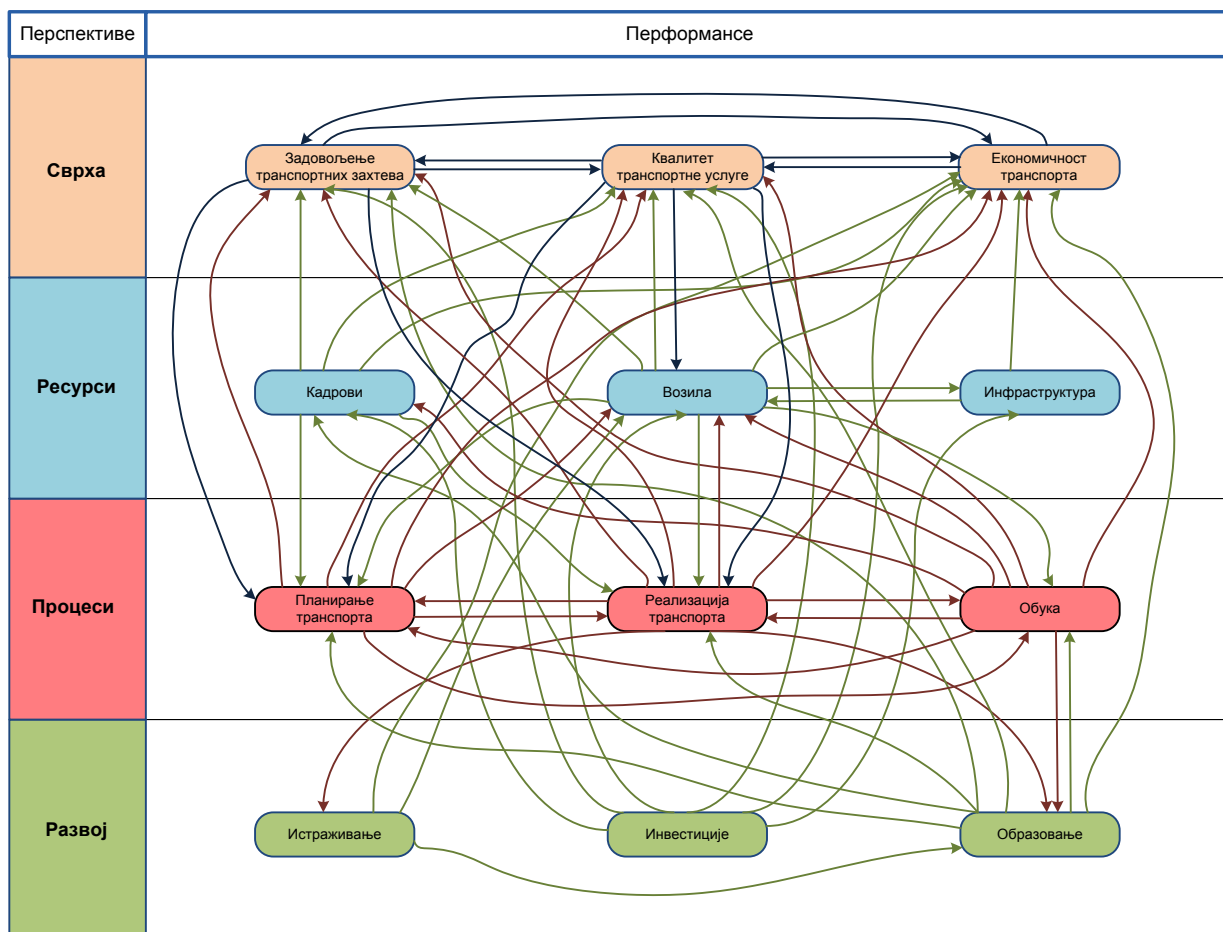 Перспективе
Перформансе
Сврха
Задовољење
транспортних захтева
Квалитет
транспортне услуге
Економичност
транспорта
Ресурси
Кадрови
Возила
Инфраструктура
Процеси
Планирање
транспорта
Реализација
транспорта
Обука
Развој
Истраживање
Инвестиције
Образовање